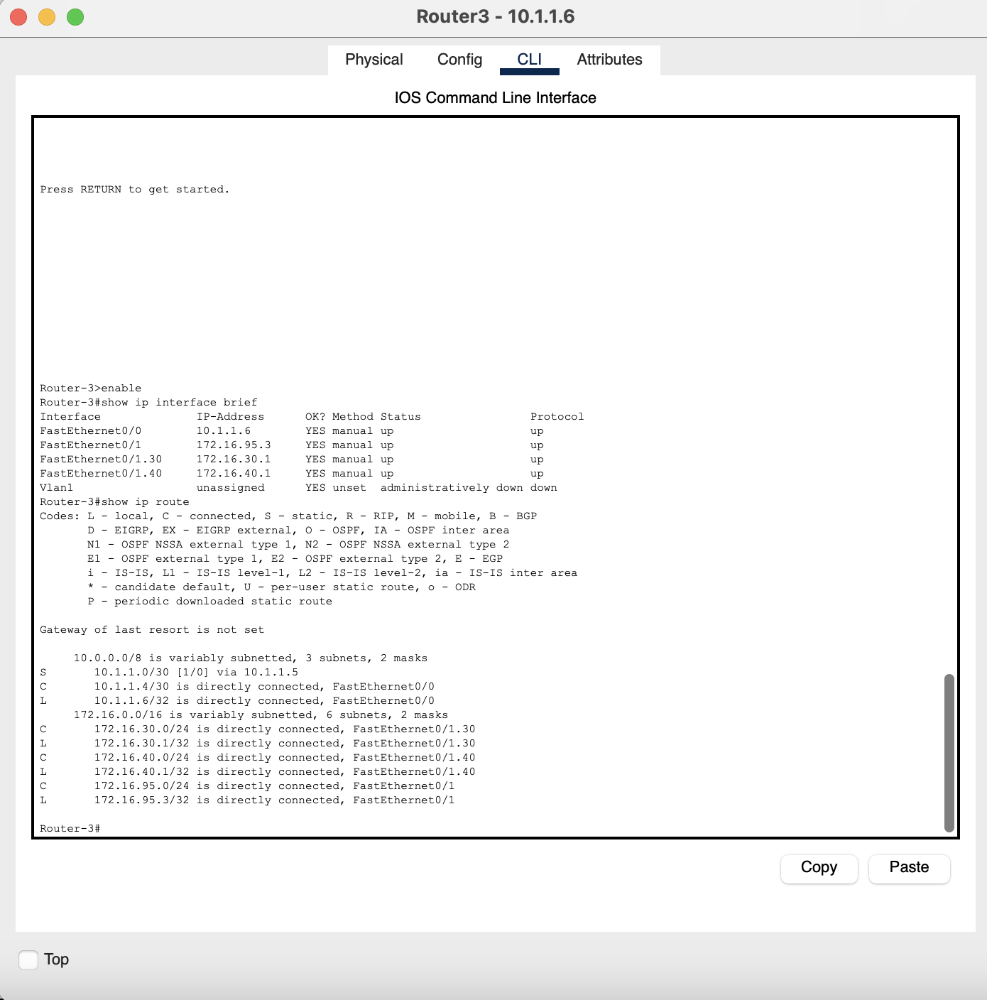 Router3 - 10.1.1.6
Physical Config CLI Attributes
IOS Command Line Interface
Press RETURN to get started.
Router-3>enable
Router-3#show ip interface brief
Interface              IP-Address      OK? Method Status                Protocol
FastEthernet0/0        10.1.1.6        YES manual up                    up
FastEthernet0/1        172.16.95.3     YES manual up                    up
FastEthernet0/1.30     172.16.30.1     YES manual up                    up
FastEthernet0/1.40     172.16.40.1     YES manual up                    up
Vlan1                  unassigned      YES unset  administratively down down
Router-3#show ip route
Codes: L - local, C - connected, S - static, R - RIP, M - mobile, B - BGP
       D - EIGRP, EX - EIGRP external, O - OSPF, IA - OSPF inter area
       N1 - OSPF NSSA external type 1, N2 - OSPF NSSA external type 2
       E1 - OSPF external type 1, E2 - OSPF external type 2, E - EGP
       i - IS-IS, L1 - IS-IS level-1, L2 - IS-IS level-2, ia - IS-IS inter area
       * - candidate default, U - per-user static route, o - ODR
       P - periodic downloaded static route
Gateway of last resort is not set
     10.0.0.0/8 is variably subnetted, 3 subnets, 2 masks
S       10.1.1.0/30 [1/0] via 10.1.1.5
C       10.1.1.4/30 is directly connected, FastEthernet0/0
L       10.1.1.6/32 is directly connected, FastEthernet0/0
     172.16.0.0/16 is variably subnetted, 6 subnets, 2 masks
C       172.16.30.0/24 is directly connected, FastEthernet0/1.30
L       172.16.30.1/32 is directly connected, FastEthernet0/1.30
C       172.16.40.0/24 is directly connected, FastEthernet0/1.40
L       172.16.40.1/32 is directly connected, FastEthernet0/1.40
C       172.16.95.0/24 is directly connected, FastEthernet0/1
L       172.16.95.3/32 is directly connected, FastEthernet0/1
Router-3#
Copy Paste
Top